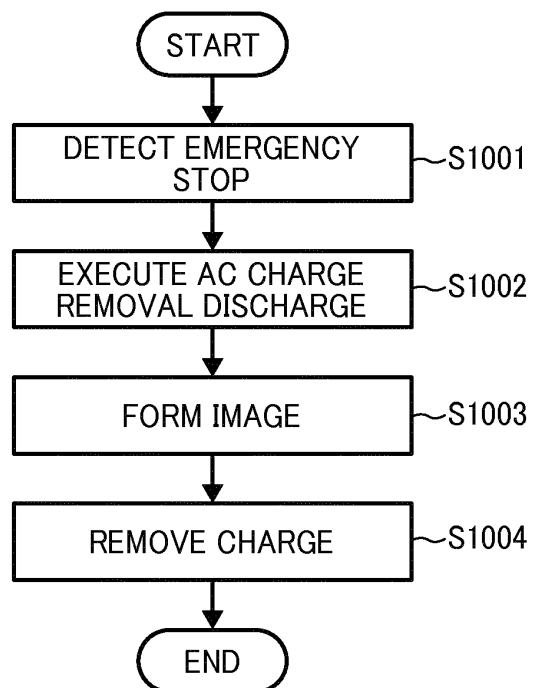 START
DETECT EMERGENCY
STOP
S1001
EXECUTE AC CHARGE
REMOVAL DISCHARGE
S1002
FORM IMAGE
S1003
REMOVE CHARGE
S1004
END